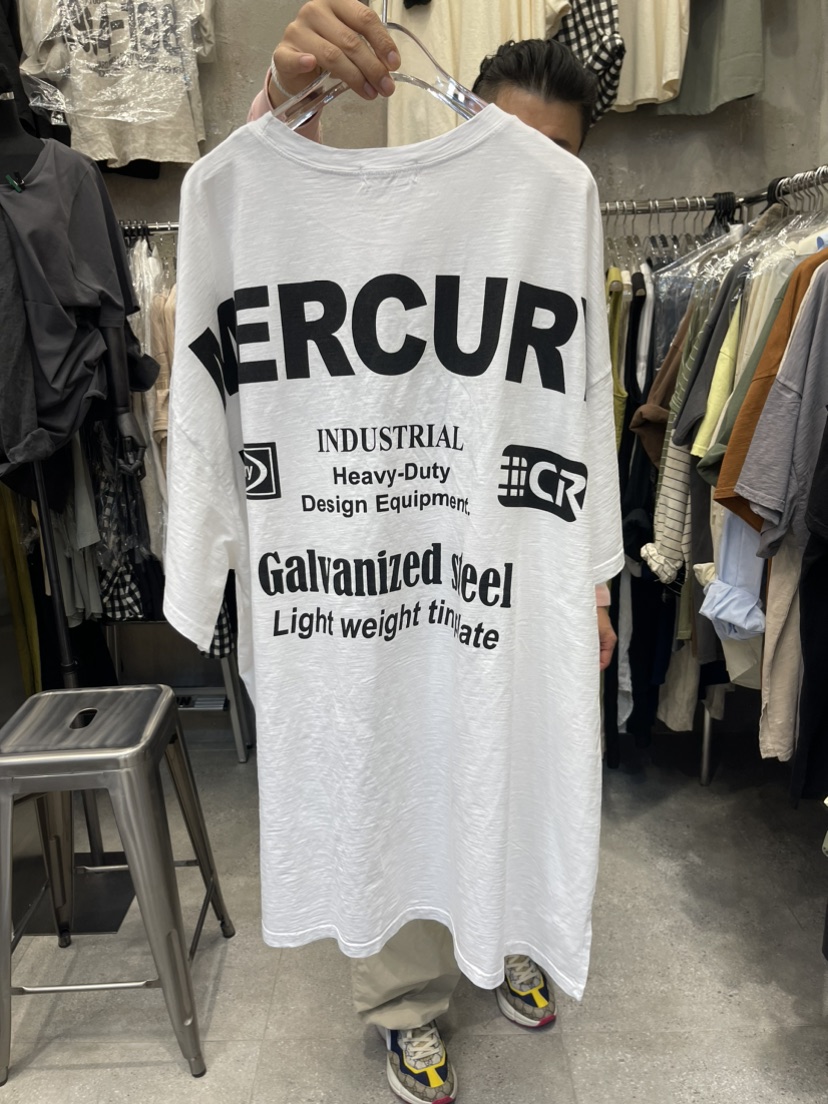 MERCURY
INDUSTRIAL
Heavy-Duty
Design Equipment.
CR
Galvanized steel
Light weight tinplate